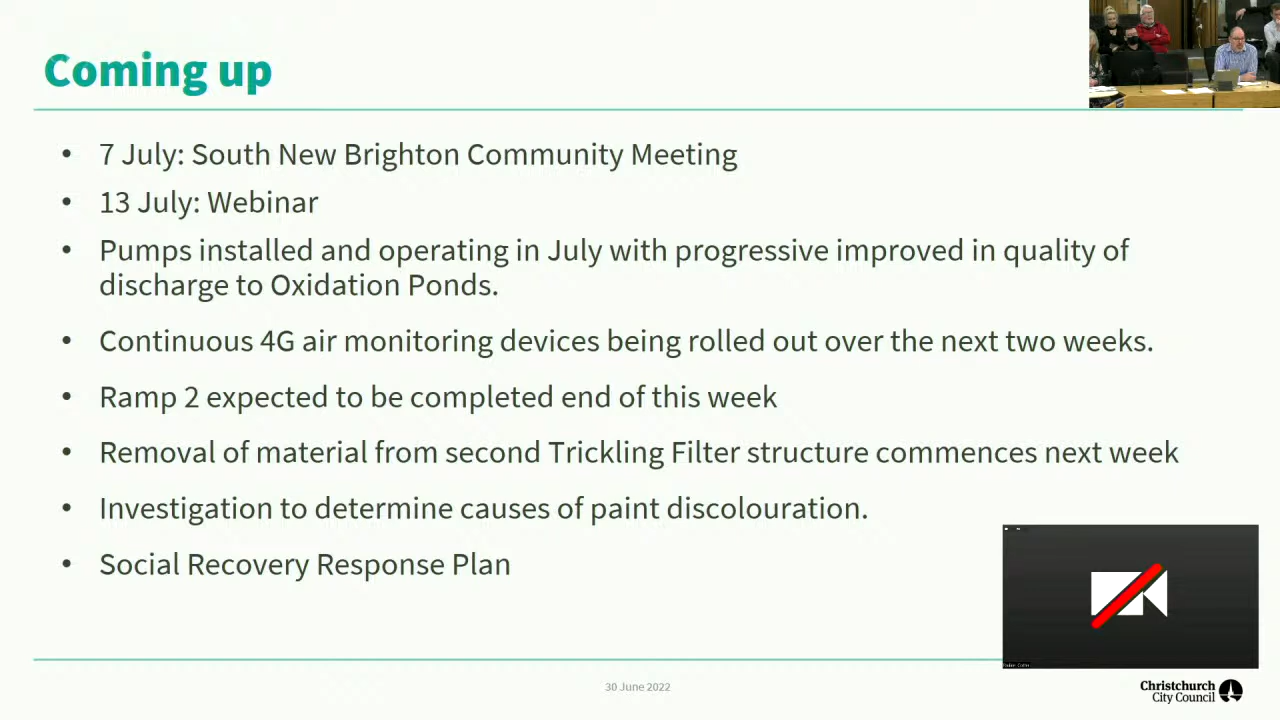 Coming up
• 7 July: South New Brighton Community Meeting
• 13 July: Webinar
• Pumps installed and operating in July with progressive improved in quality of
discharge to Oxidation Ponds.
• Continuous 4G air monitoring devices being rolled out over the next two weeks.
• Ramp 2 expected to be completed end of this week
• Removal of material from second Trickling Filter structure commences next week
• Investigation to determine causes of paint discolouration.
• Social Recovery Response Plan
30 June 2022
Christchurch
City Council